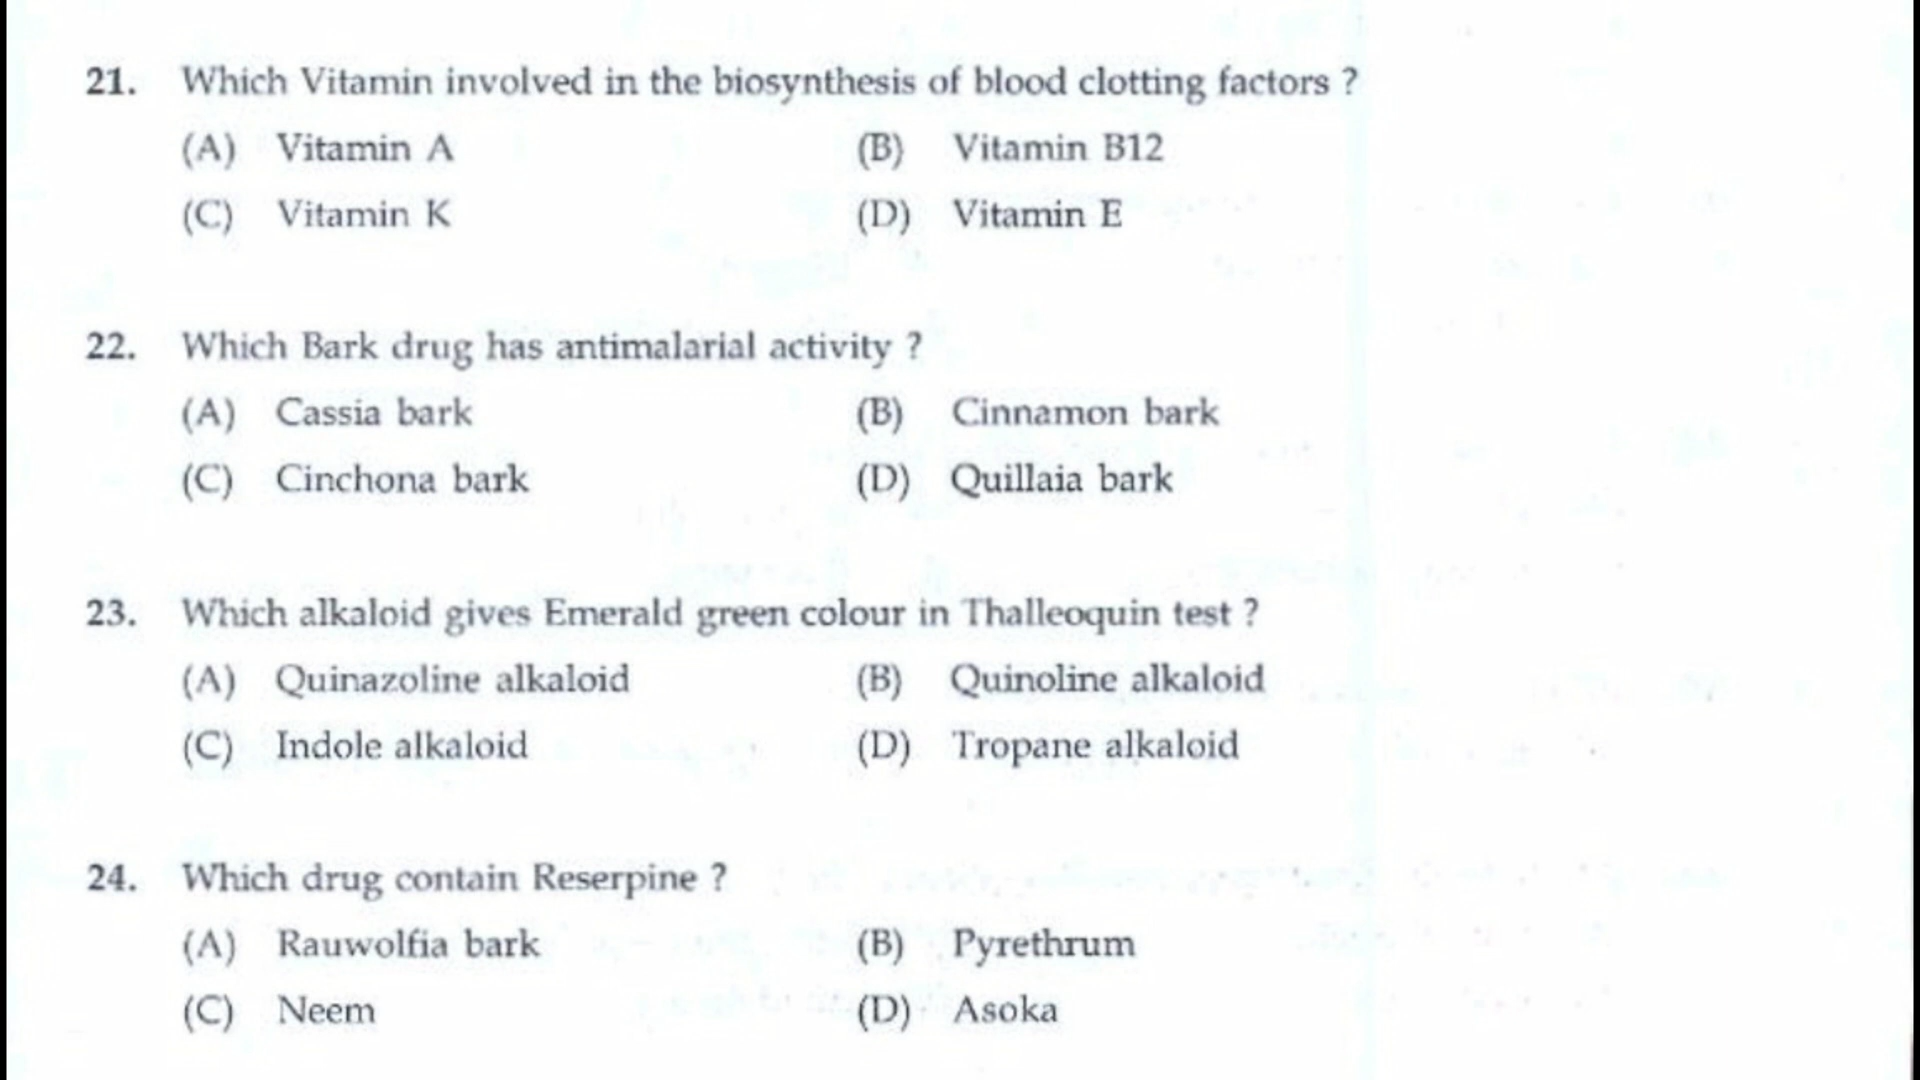 21. Which Vitamin involved in the biosynthesis of blood clotting factors ?
(A) Vitamin A (B) Vitamin B12
(C) Vitamin K (D) Vitamin E
22. Which Bark drug has antimalarial activity ?
(A) Cassia bark (B) Cinnamon bark
(C) Cinchona bark (D) Quillaia bark
23. Which alkaloid gives Emerald green colour in Thalleoquin test ?
(A) Quinazoline alkaloid (B) Quinoline alkaloid
(C) Indole alkaloid (D) Tropane alkaloid
24. Which drug contain Reserpine ?
(A) Rauwolfia bark (B) Pyrethrum
(C) Neem (D) Asoka